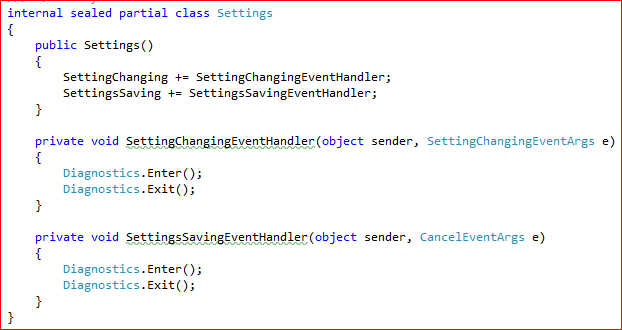 internal sealed partial class Settings
{
    public Settings()
    {
        SettingChanging += SettingChangingEventHandler;
        SettingsSaving += SettingsSavingEventHandler;
    }

    private void SettingChangingEventHandler(object sender, SettingChangingEventArgs e)
    {
        Diagnostics.Enter();
        Diagnostics.Exit();
    }

    private void SettingsSavingEventHandler(object sender, CancelEventArgs e)
    {
        Diagnostics.Enter();
        Diagnostics.Exit();
    }
}